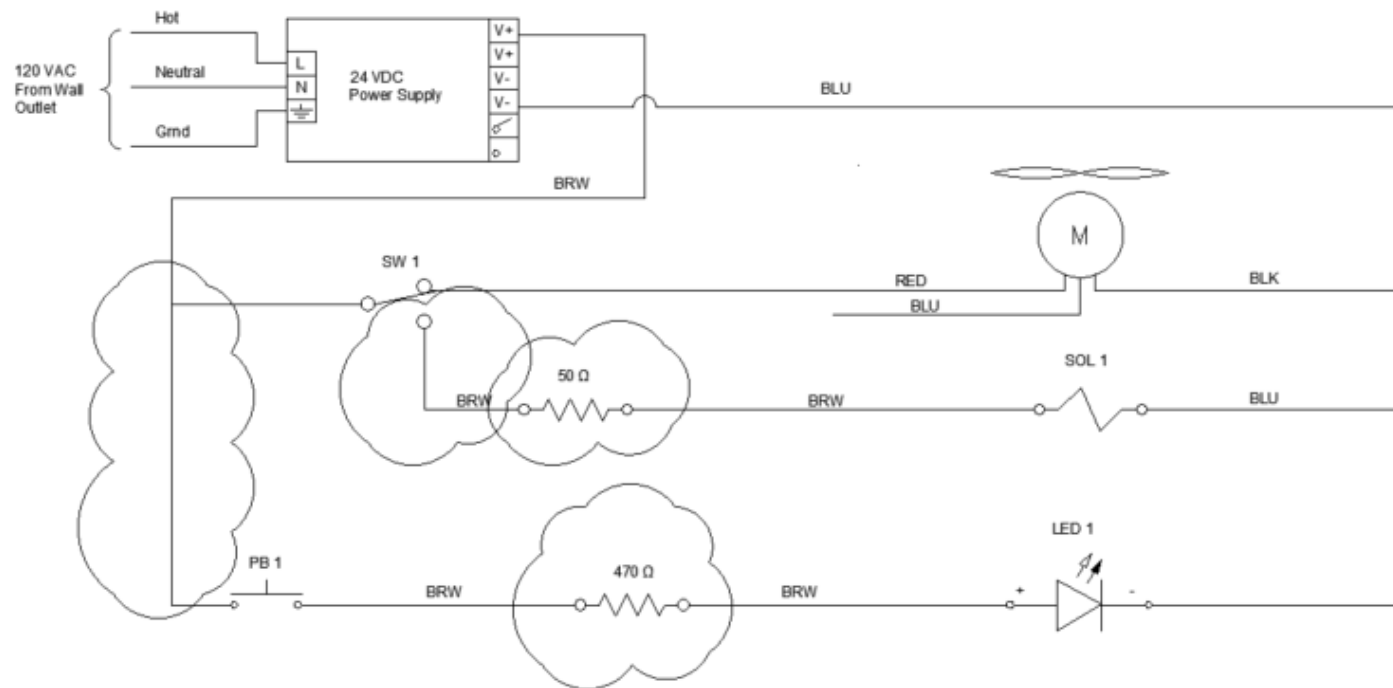 Hot
120 VAC
From Wall
Outlet
Neutral
Grnd
L
N
24 VDC
Power Supply
V+
V+
V-
V-
BLU
BRW
M
SW 1
RED
BLK
BLU
50 Ω
SOL 1
BRW
BRW
BLU
PB 1
470 Ω
LED 1
BRW
BRW
+
-